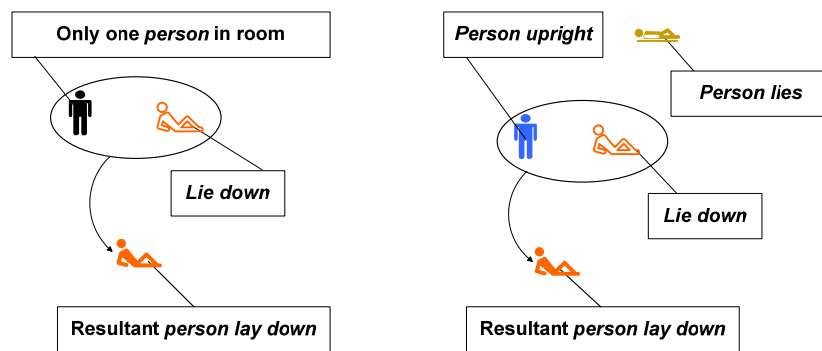 Only one person in room
Lie down
Resultant person lay down
Person upright
Person lies
Lie down
Resultant person lay down